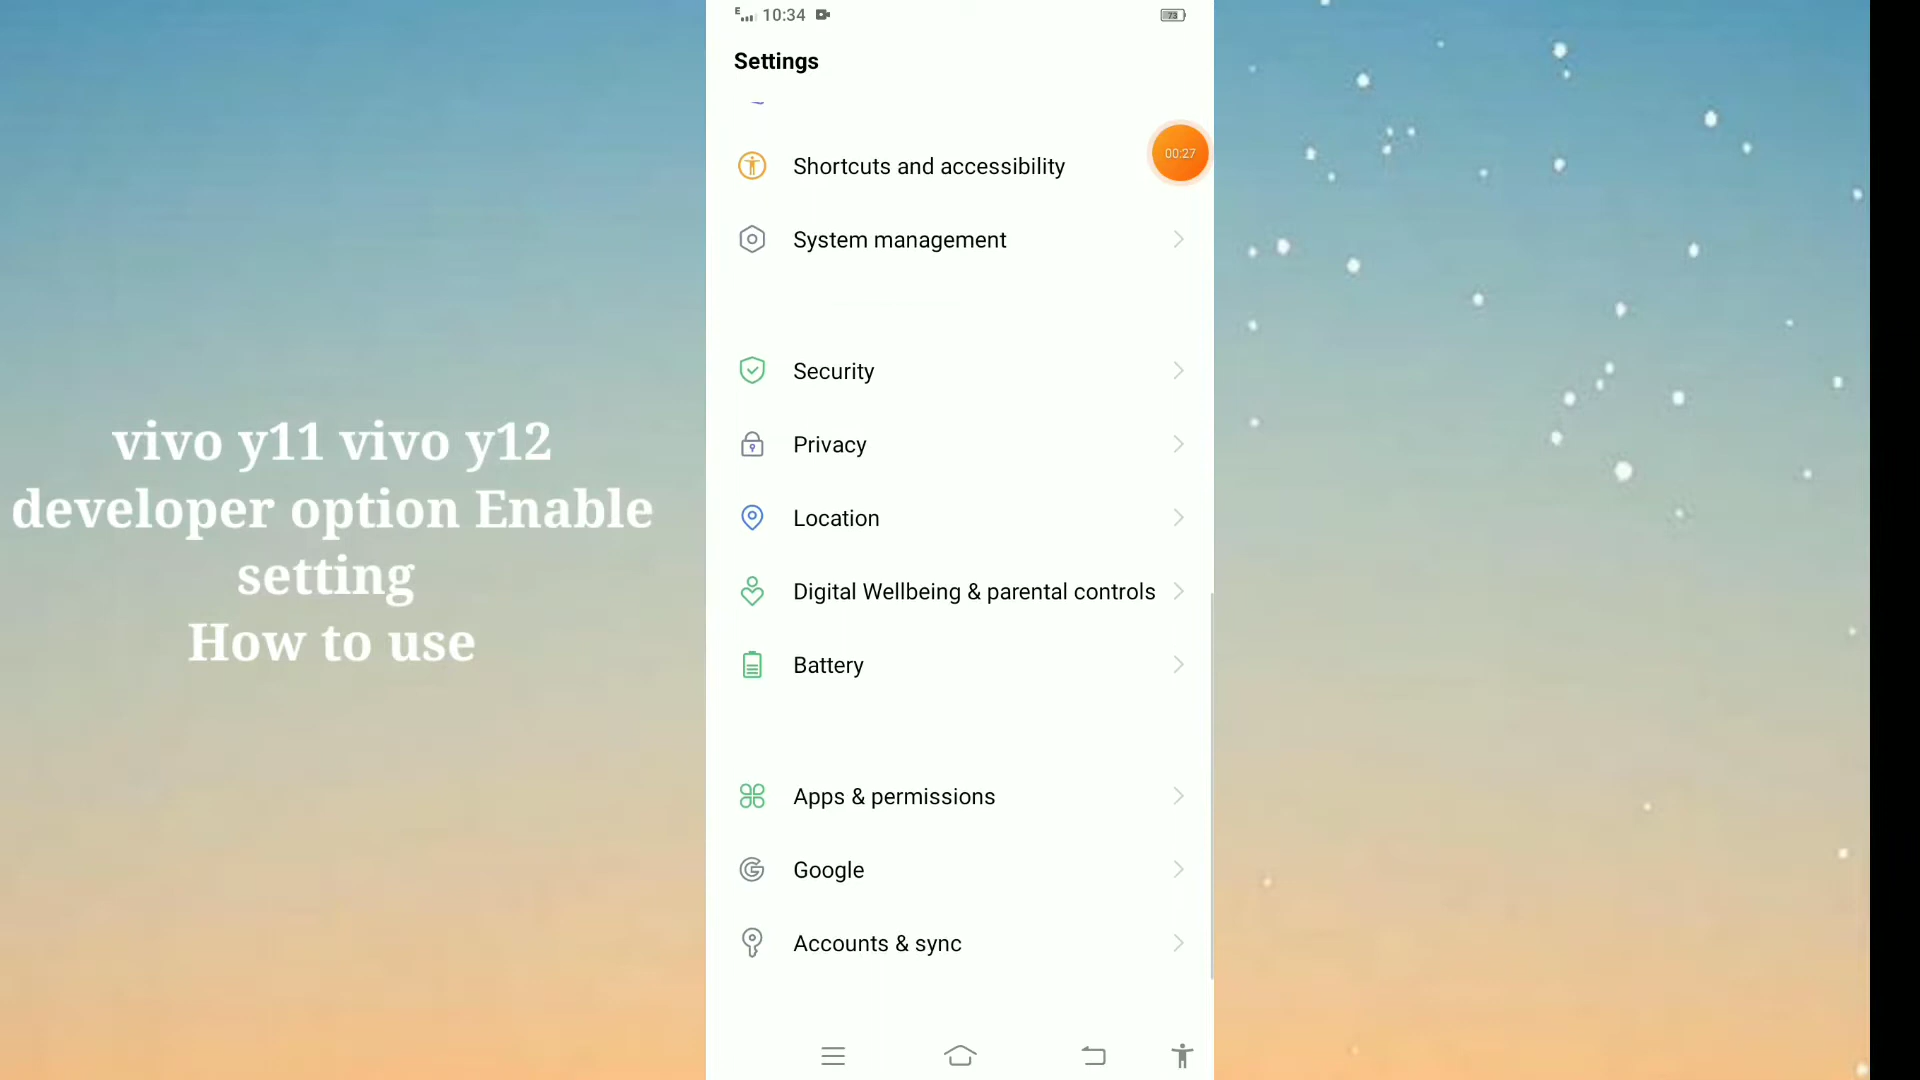 E 10:34
73
Settings
00:27
Shortcuts and accessibility
System management
Security
Privacy
Location
Digital Wellbeing & parental controls
Battery
Apps & permissions
Google
Accounts & sync
vivo y11 vivo y12
developer option Enable
setting
How to use